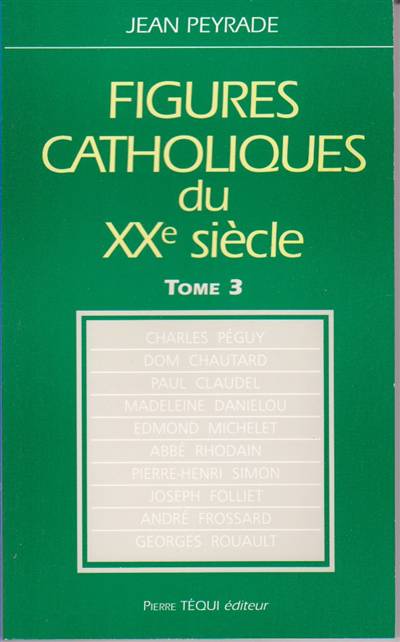 JEAN PEYRADE
FIGURES
CATHOLIQUES
du
XXe siècle
TOME 3
CHARLES PÉGUY
DOM CHAUTARD
PAUL CLAUDEL
MADELEINE DANIELOU
EDMOND MICHELET
ABBÉ RHODAIN
PIERRE-HENRI SIMON
JOSEPH FOLLIET
ANDRÉ FROSSARD
GEORGES ROUAULT
PIERRE TÉQUI éditeur